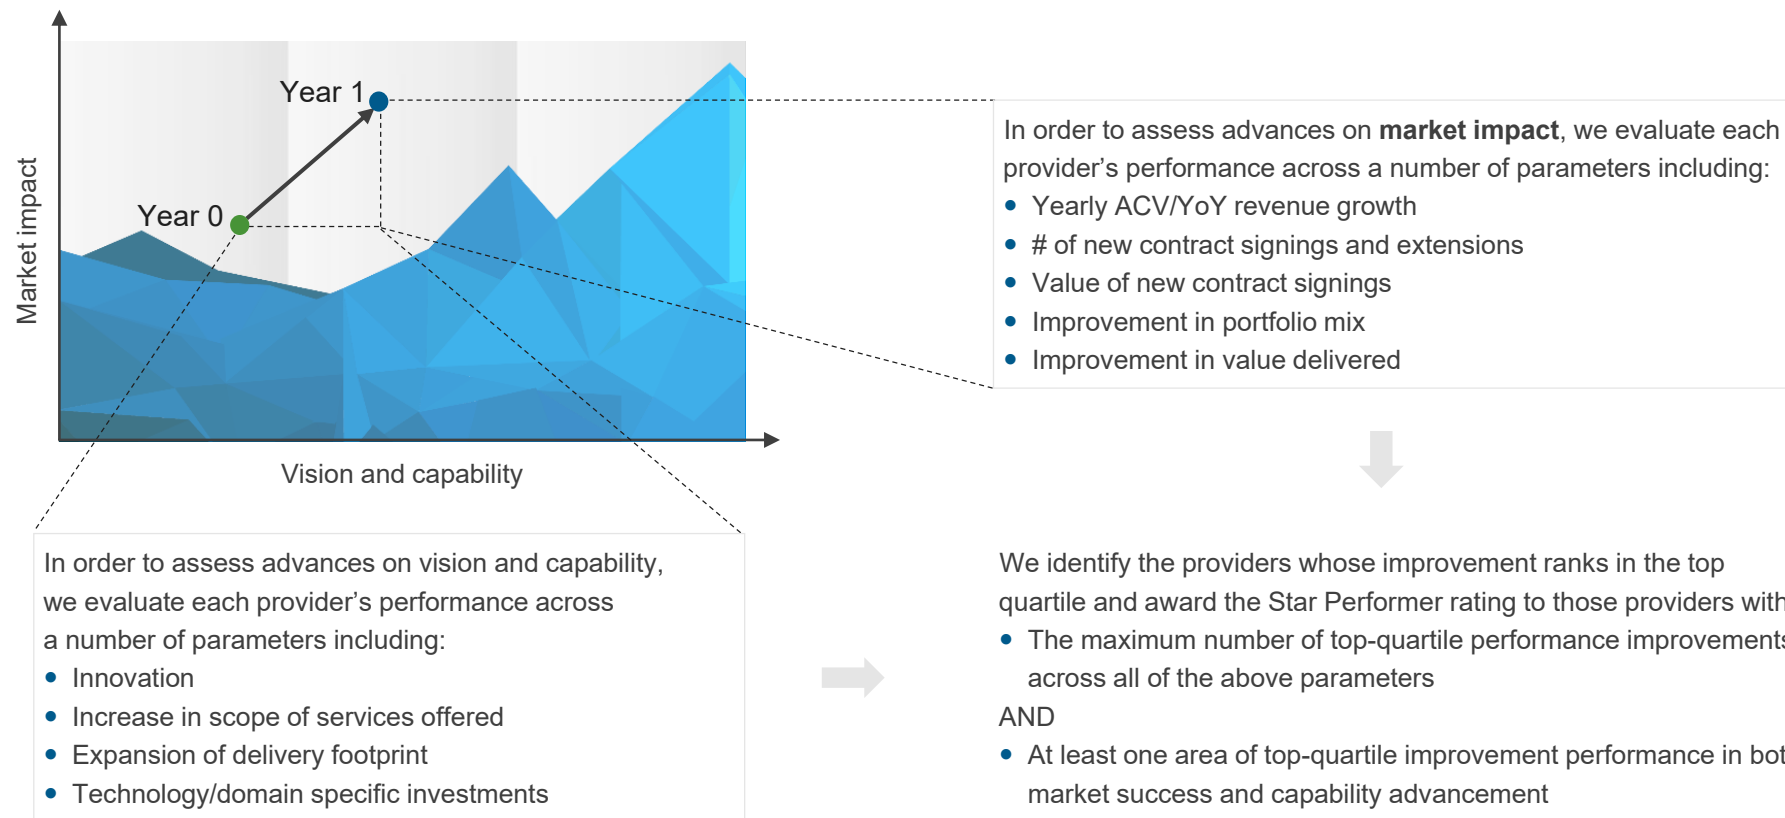 Year 1
Year 0
Market impact
Vision and capability
In order to assess advances on market impact, we evaluate each
provider’s performance across a number of parameters including:
• Yearly ACV/YoY revenue growth
• # of new contract signings and extensions
• Value of new contract signings
• Improvement in portfolio mix
• Improvement in value delivered
In order to assess advances on vision and capability,
we evaluate each provider’s performance across
a number of parameters including:
• Innovation
• Increase in scope of services offered
• Expansion of delivery footprint
• Technology/domain specific investments
We identify the providers whose improvement ranks in the top
quartile and award the Star Performer rating to those providers with
• The maximum number of top-quartile performance improvements
across all of the above parameters
AND
• At least one area of top-quartile improvement performance in
market success and capability advancement